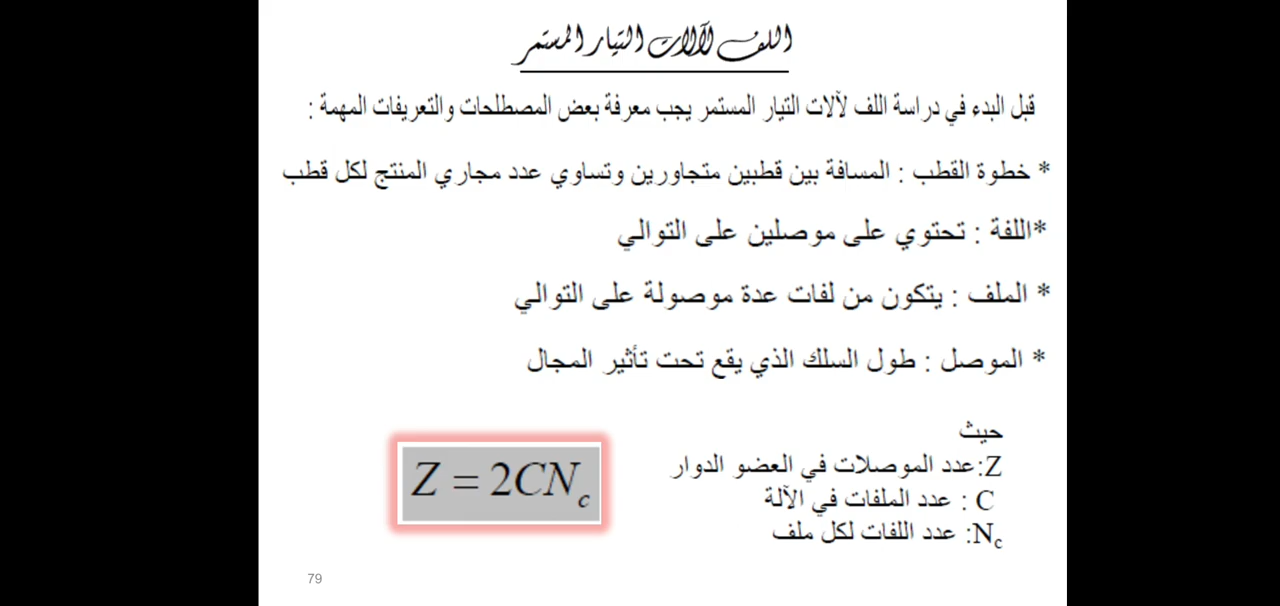 اللف لآلات التيار المستمر
قبل البدء في دراسة اللف لآلات التيار المستمر يجب معرفة بعض المصطلحات والتعريفات المهمة :
* خطوة القطب : المسافة بين قطبين متجاورين وتساوي عدد مجاري المنتج لكل قطب
*اللفة : تحتوي على موصلين على التوالي
* الملف : يتكون من لفات عدة موصولة على التوالي
* الموصل : طول السلك الذي يقع تحت تأثير المجال
حيث
Z:عدد الموصلات في العضو الدوار
C : عدد الملفات في الآلة
N_c: عدد اللفات لكل ملف
Z = 2CN_c
79